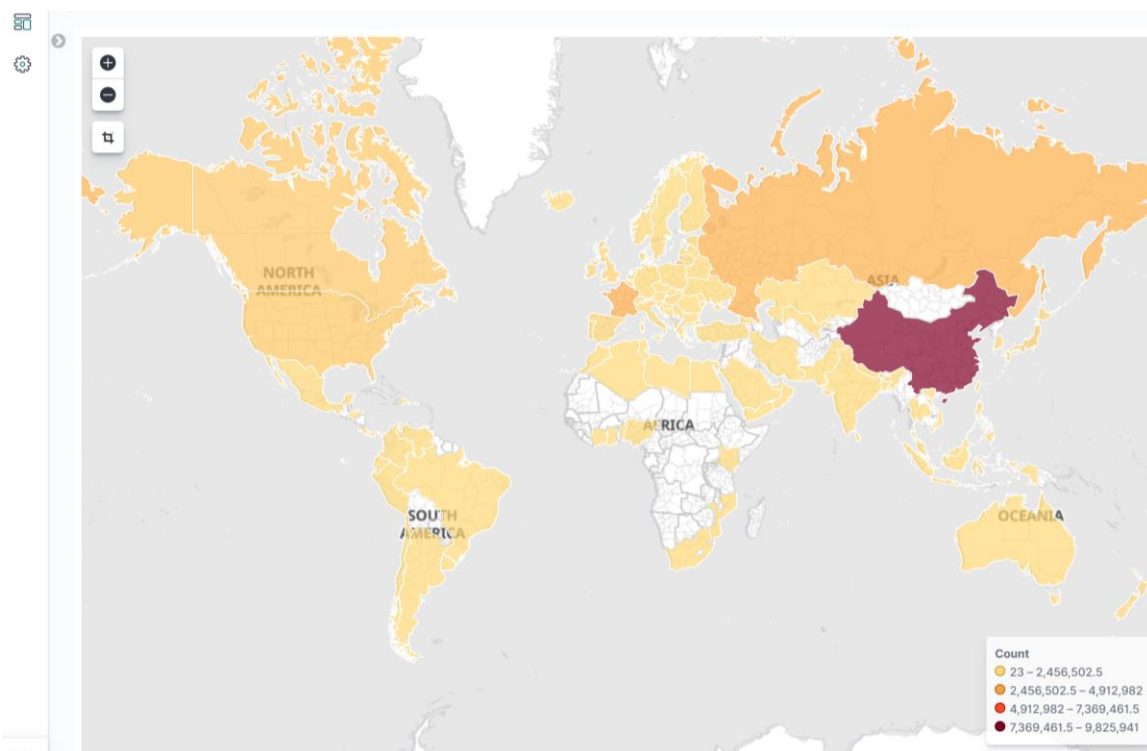 NORTH
AMERICA
ASIA
AFRICA
SOUTH
AMERICA
OCEANIA
Count
23 – 2,456,502.5
2,456,502.5 – 4,912,982
4,912,982 – 7,369,461.5
7,369,461.5 – 9,825,941